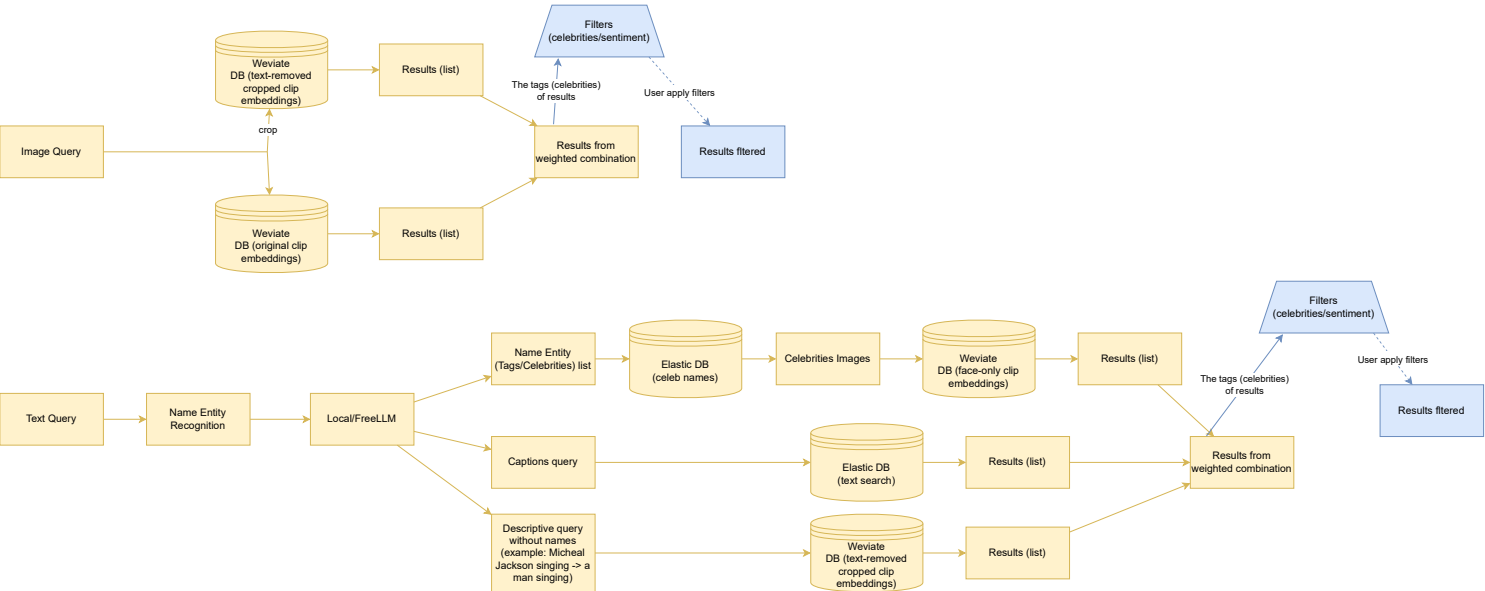 Filters
(celebrities/sentiment)
Weviate
DB (text-removed
cropped clip
embeddings)
Results (list)
The tags (celebrities)
of results
User apply filters
crop
Image Query
Results from
weighted combination
Results fltered
Weviate
DB (original clip
embeddings)
Results (list)
Filters
(celebrities/sentiment)
Name Entity
(Tags/Celebrities) list
Elastic DB
(celeb names)
Celebrities Images
Weviate
DB (face-only clip
embeddings)
Results (list)
User apply filters
The tags (celebrities)
of results
Text Query
Name Entity
Recognition
Local/FreeLLM
Results fltered
Captions query
Elastic DB
(text search)
Results (list)
Results from
weighted combination
Descriptive query
without names
(example: Micheal
Jackson singing -> a
man singing)
Weviate
DB (text-removed
cropped clip
embeddings)
Results (list)